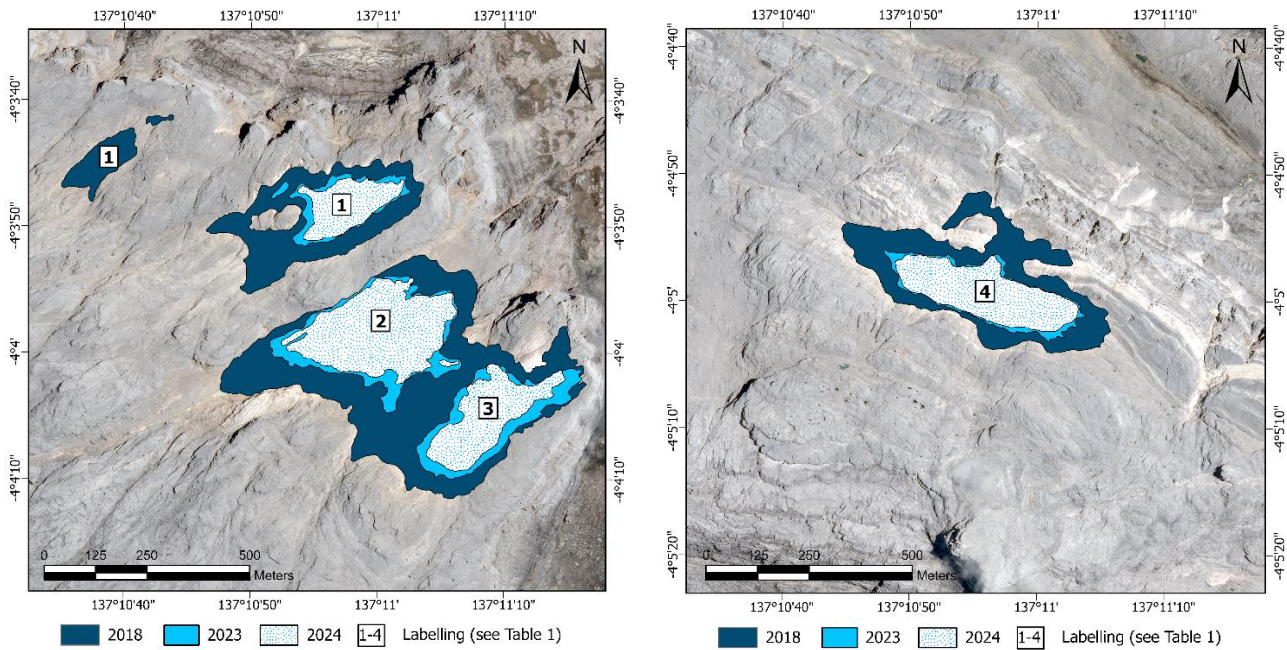 137°10'40" 137°10'50" 137°11' 137°11'10"
N
-4°3'40" -4°3'40"
1
1
-4°3'50" -4°3'50"
2
-4°4' -4°4'
3
-4°4'10" -4°4'10"
0 125 250 500
Meters
137°10'40" 137°10'50" 137°11' 137°11'10"
2018 2023 2024 1-4 Labelling (see Table 1)
137°10'40" 137°10'50" 137°11' 137°11'10"
-4°4'40" -4°4'40"
N
-4°4'50" -4°4'50"
4
-4°5' -4°5'
-4°5'10" -4°5'10"
-4°5'20" -4°5'20"
0 125 250 500
Meters
137°10'40" 137°10'50" 137°11' 137°11'10"
2018 2023 2024 1-4 Labelling (see Table 1)